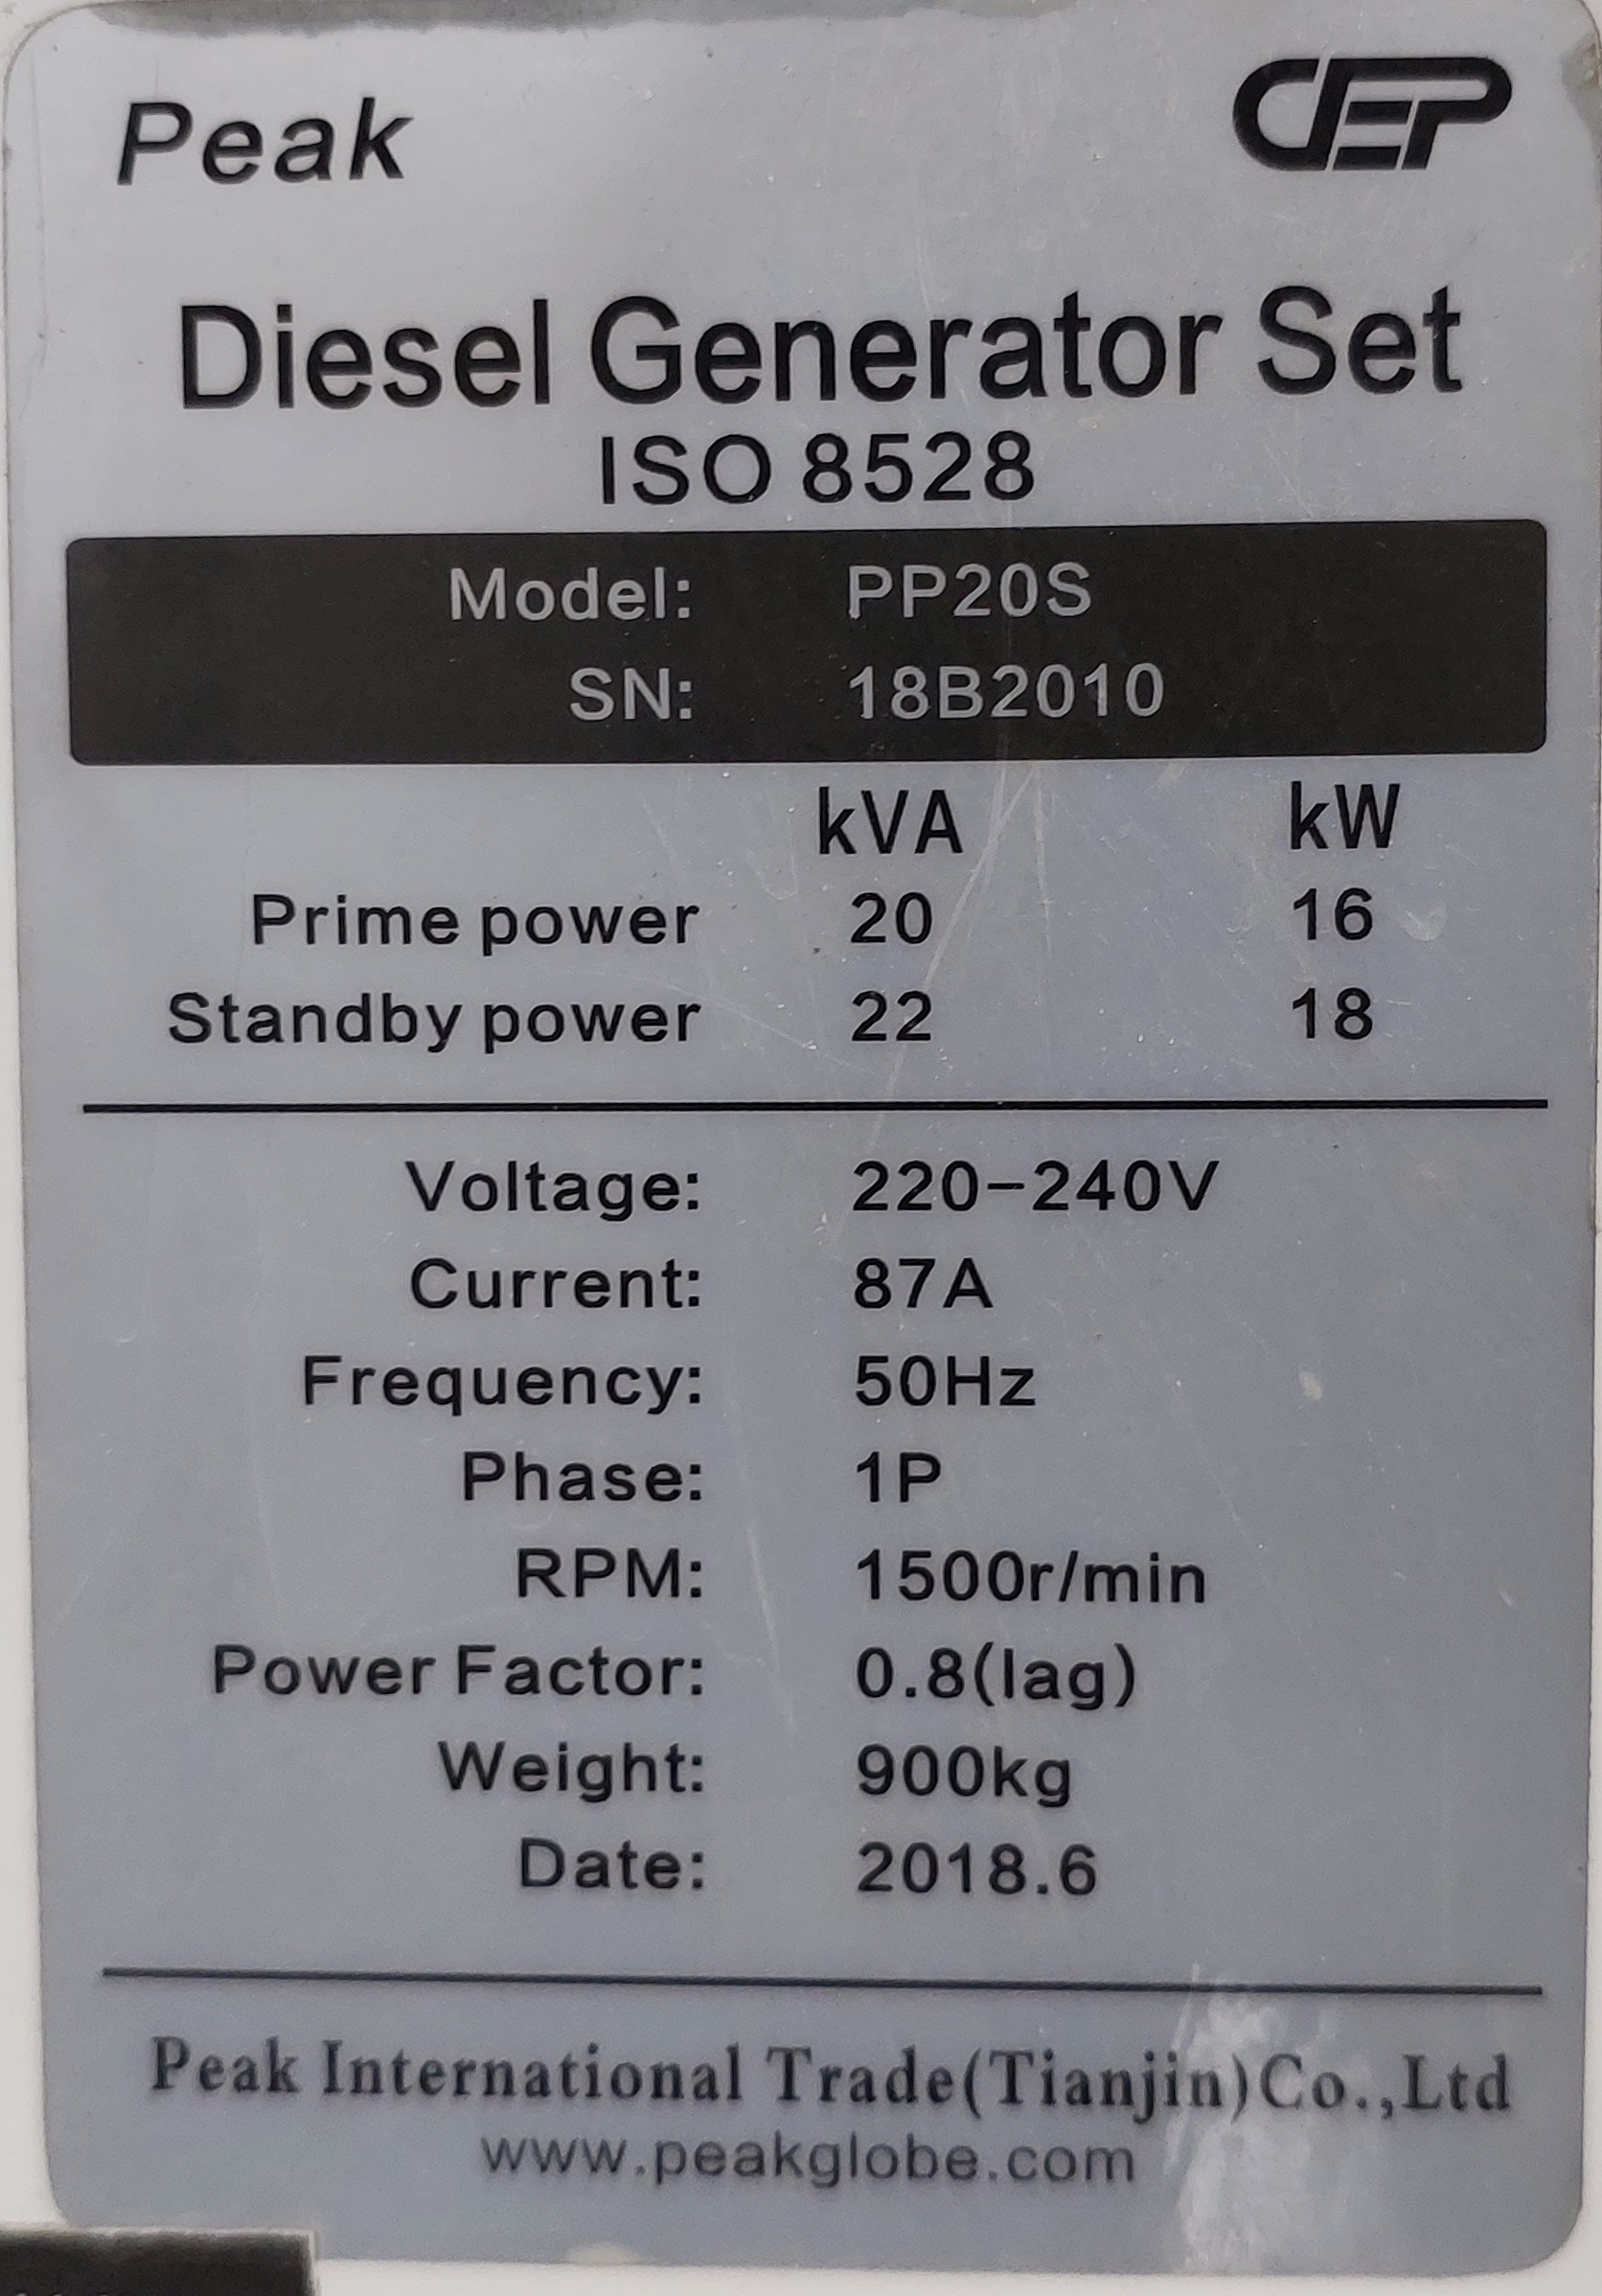 Peak CEP
Diesel Generator Set
ISO 8528
Model: PP20S
SN: 18B2010
kVA kW
Prime power 20 16
Standby power 22 18
Voltage: 220-240V
Current: 87A
Frequency: 50Hz
Phase: 1P
RPM: 1500r/min
Power Factor: 0.8(lag)
Weight: 900kg
Date: 2018.6
Peak International Trade(Tianjin)Co.,Ltd
www.peakglobe.com